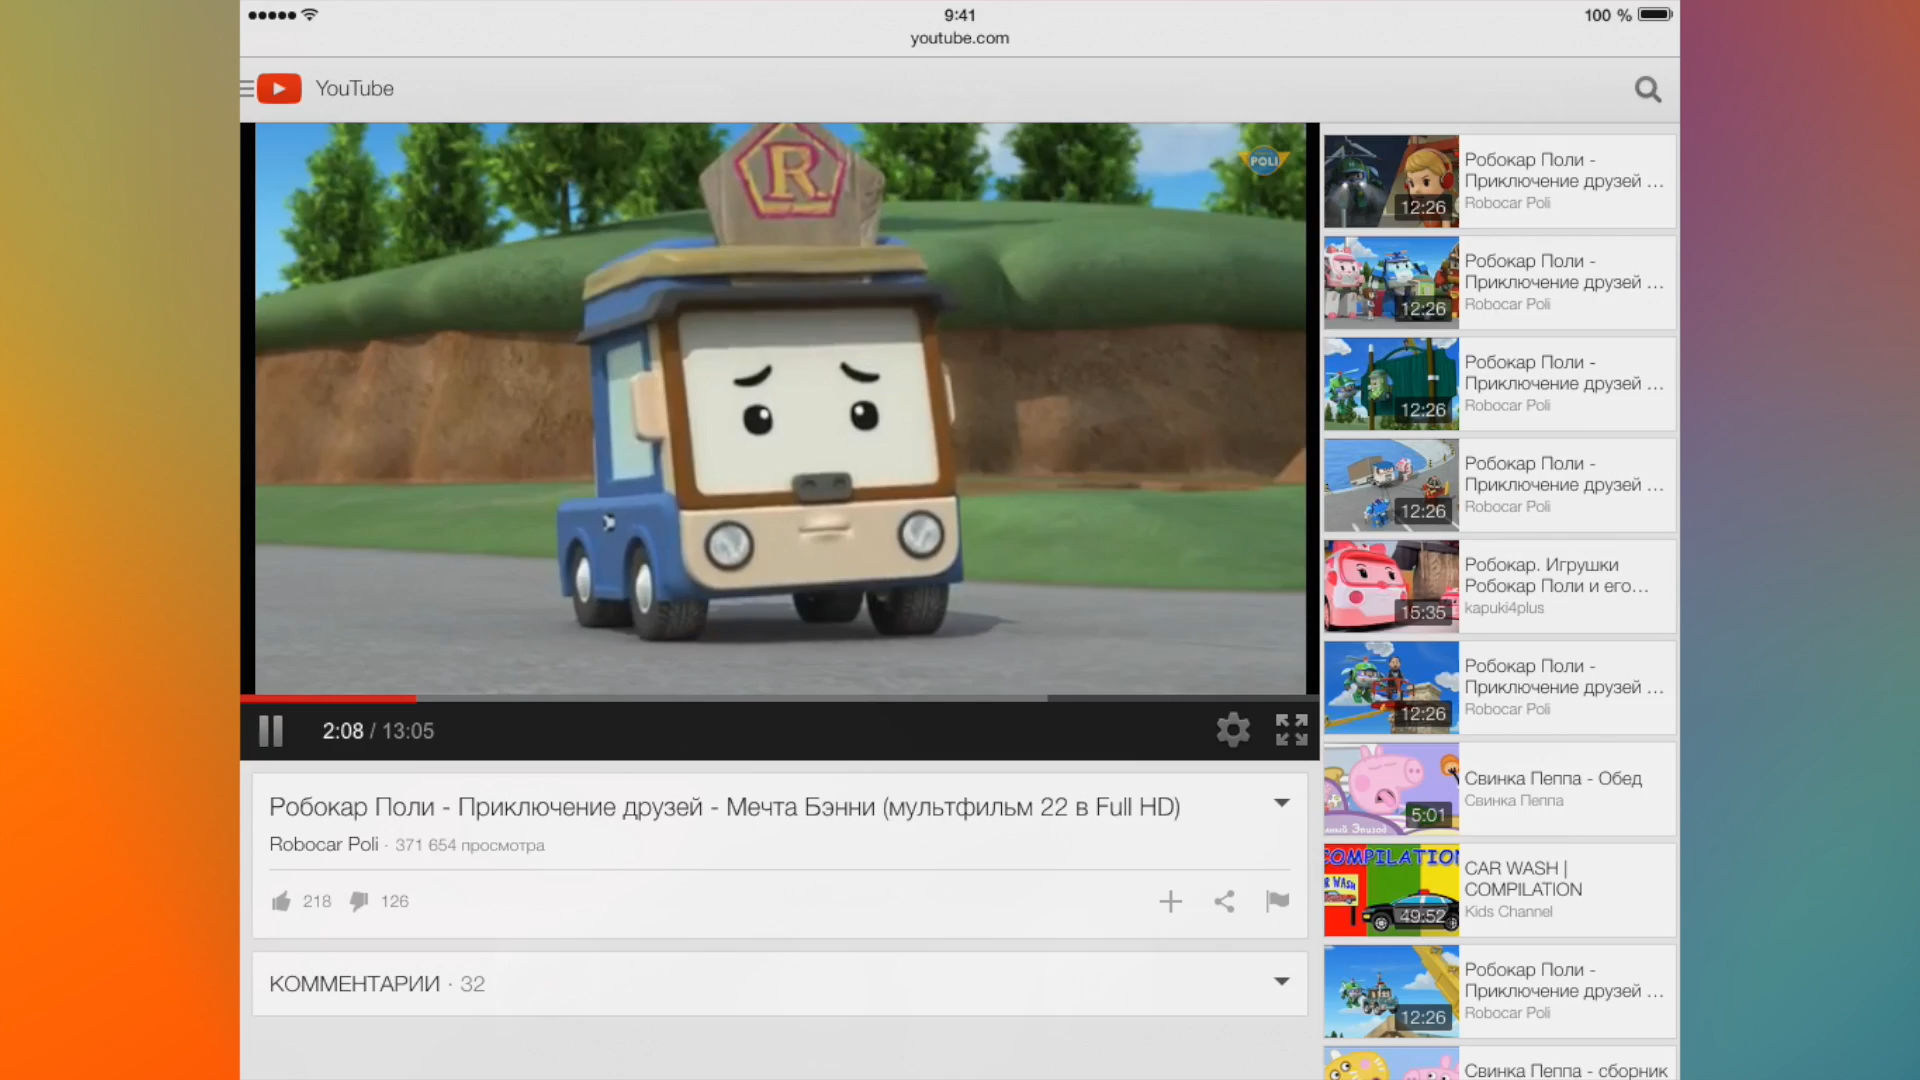 9:41
100 %
youtube.com
YouTube
R
POLI
2:08 / 13:05
Робокар Поли - Приключение друзей - Мечта Бэнни (мультфильм 22 в Full HD)
Robocar Poli · 371 654 просмотра
218 126
КОММЕНТАРИИ · 32
12:26
Робокар Поли -
Приключение друзей ...
Robocar Poli
12:26
Робокар Поли -
Приключение друзей ...
Robocar Poli
12:26
Робокар Поли -
Приключение друзей ...
Robocar Poli
12:26
Робокар Поли -
Приключение друзей ...
Robocar Poli
15:35
Робокар. Игрушки
Робокар Поли и его...
kapuki4plus
12:26
Робокар Поли -
Приключение друзей ...
Robocar Poli
5:01
Свинка Пеппа - Обед
Свинка Пеппа
COMPILATION
R WASH
49:52
CAR WASH |
COMPILATION
Kids Channel
12:26
Робокар Поли -
Приключение друзей ...
Robocar Poli
Свинка Пеппа - сборник